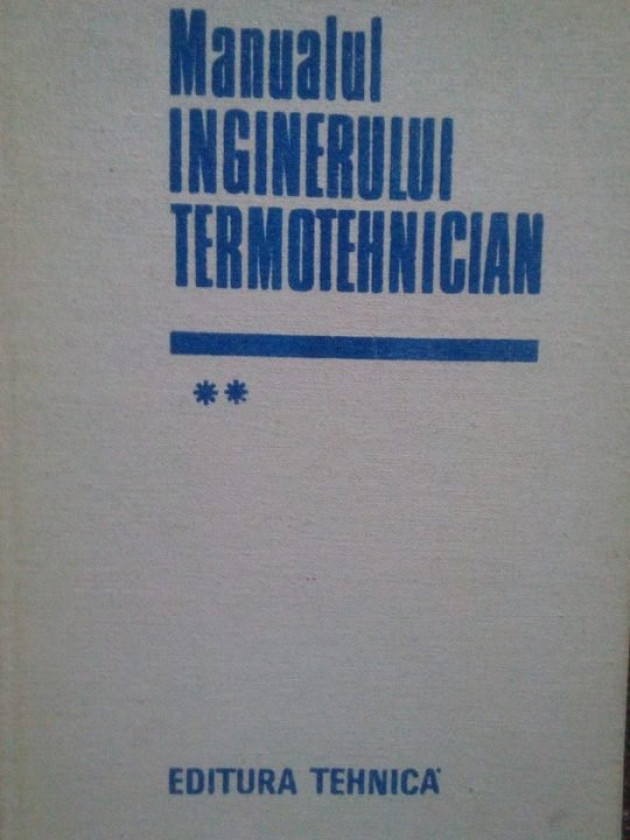 Manualul
INGINERULUI
TERMOTEHNICIAN
**
EDITURA TEHNICĂ